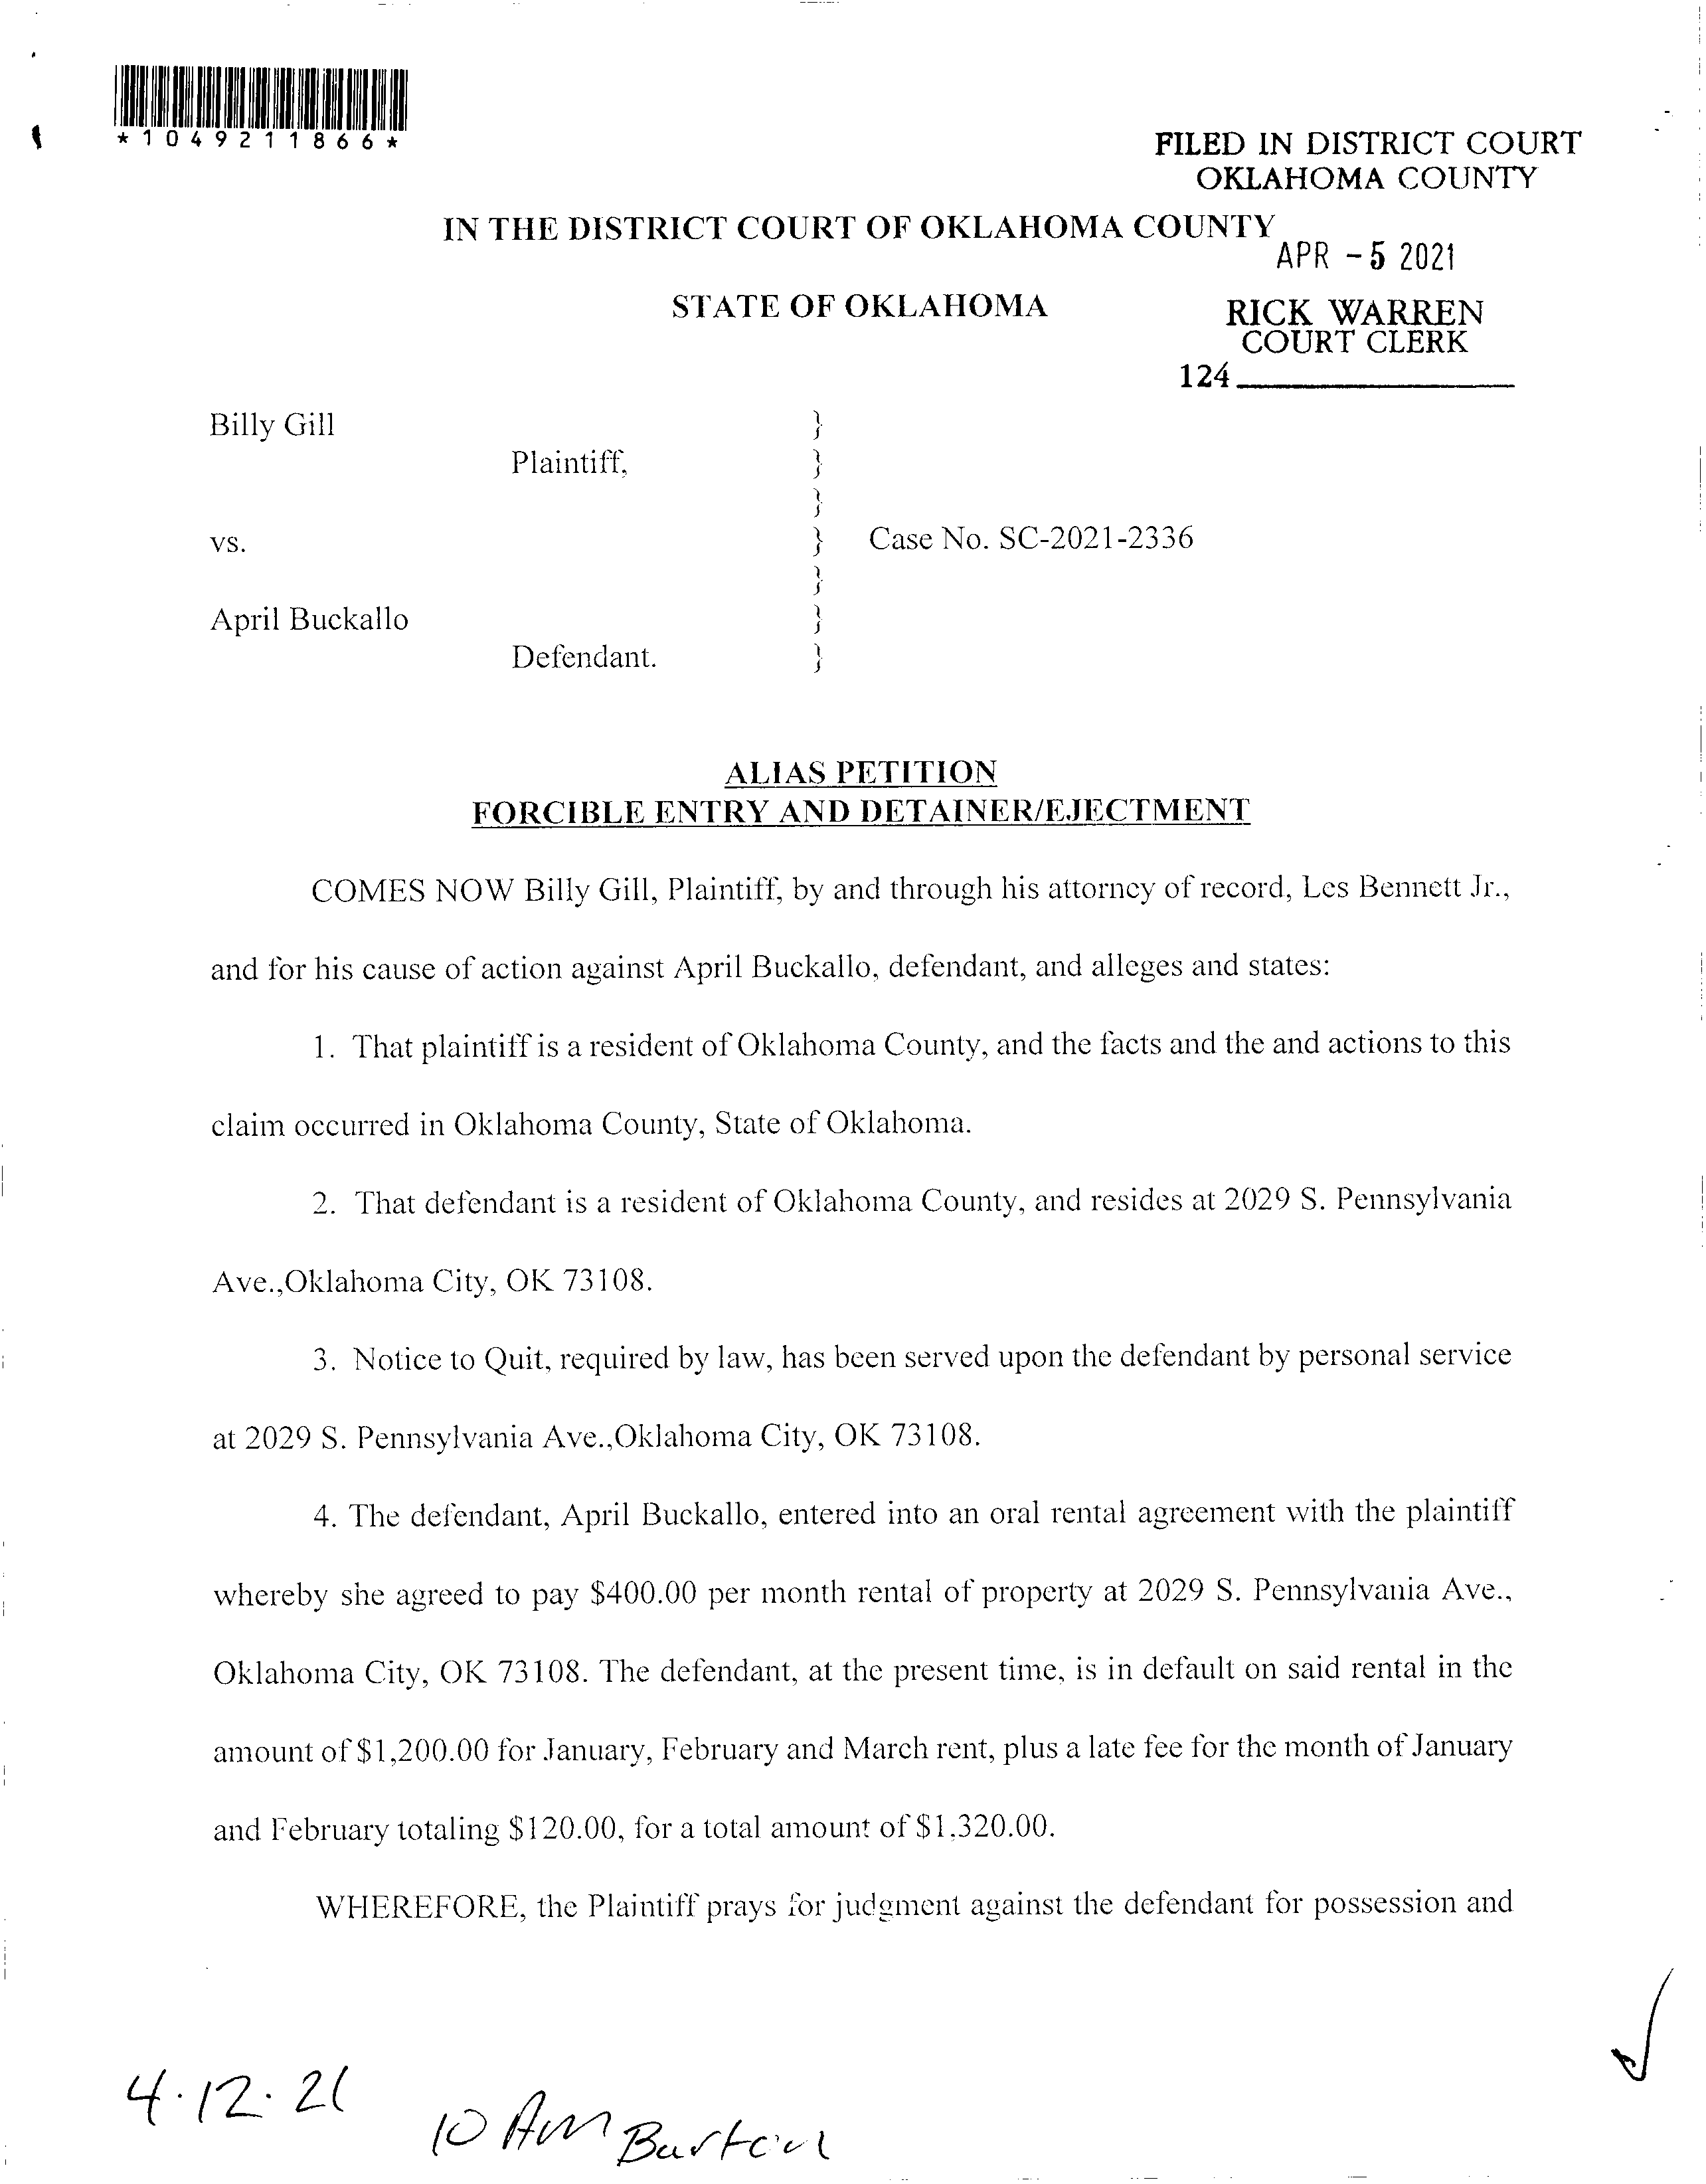 *1049211866*
FILED IN DISTRICT COURT
OKLAHOMA COUNTY
IN THE DISTRICT COURT OF OKLAHOMA COUNTY
APR - 5 2021
STATE OF OKLAHOMA
RICK WARREN
COURT CLERK
124
Billy Gill }
Plaintiff, }
}
vs. } Case No. SC-2021-2336
}
April Buckallo }
Defendant. }
ALIAS PETITION
FORCIBLE ENTRY AND DETAINER/EJECTMENT
COMES NOW Billy Gill, Plaintiff, by and through his attorney of record, Les Bennett Jr.,
and for his cause of action against April Buckallo, defendant, and alleges and states:
1. That plaintiff is a resident of Oklahoma County, and the facts and the and actions to this
claim occurred in Oklahoma County, State of Oklahoma.
2. That defendant is a resident of Oklahoma County, and resides at 2029 S. Pennsylvania
Ave.,Oklahoma City, OK 73108.
3. Notice to Quit, required by law, has been served upon the defendant by personal service
at 2029 S. Pennsylvania Ave.,Oklahoma City, OK 73108.
4. The defendant, April Buckallo, entered into an oral rental agreement with the plaintiff
whereby she agreed to pay $400.00 per month rental of property at 2029 S. Pennsylvania Ave.,
Oklahoma City, OK 73108. The defendant, at the present time, is in default on said rental in the
amount of $1,200.00 for January, February and March rent, plus a late fee for the month of January
and February totaling $120.00, for a total amount of $1,320.00.
WHEREFORE, the Plaintiff prays for judgment against the defendant for possession and
4.12.21
10 AM